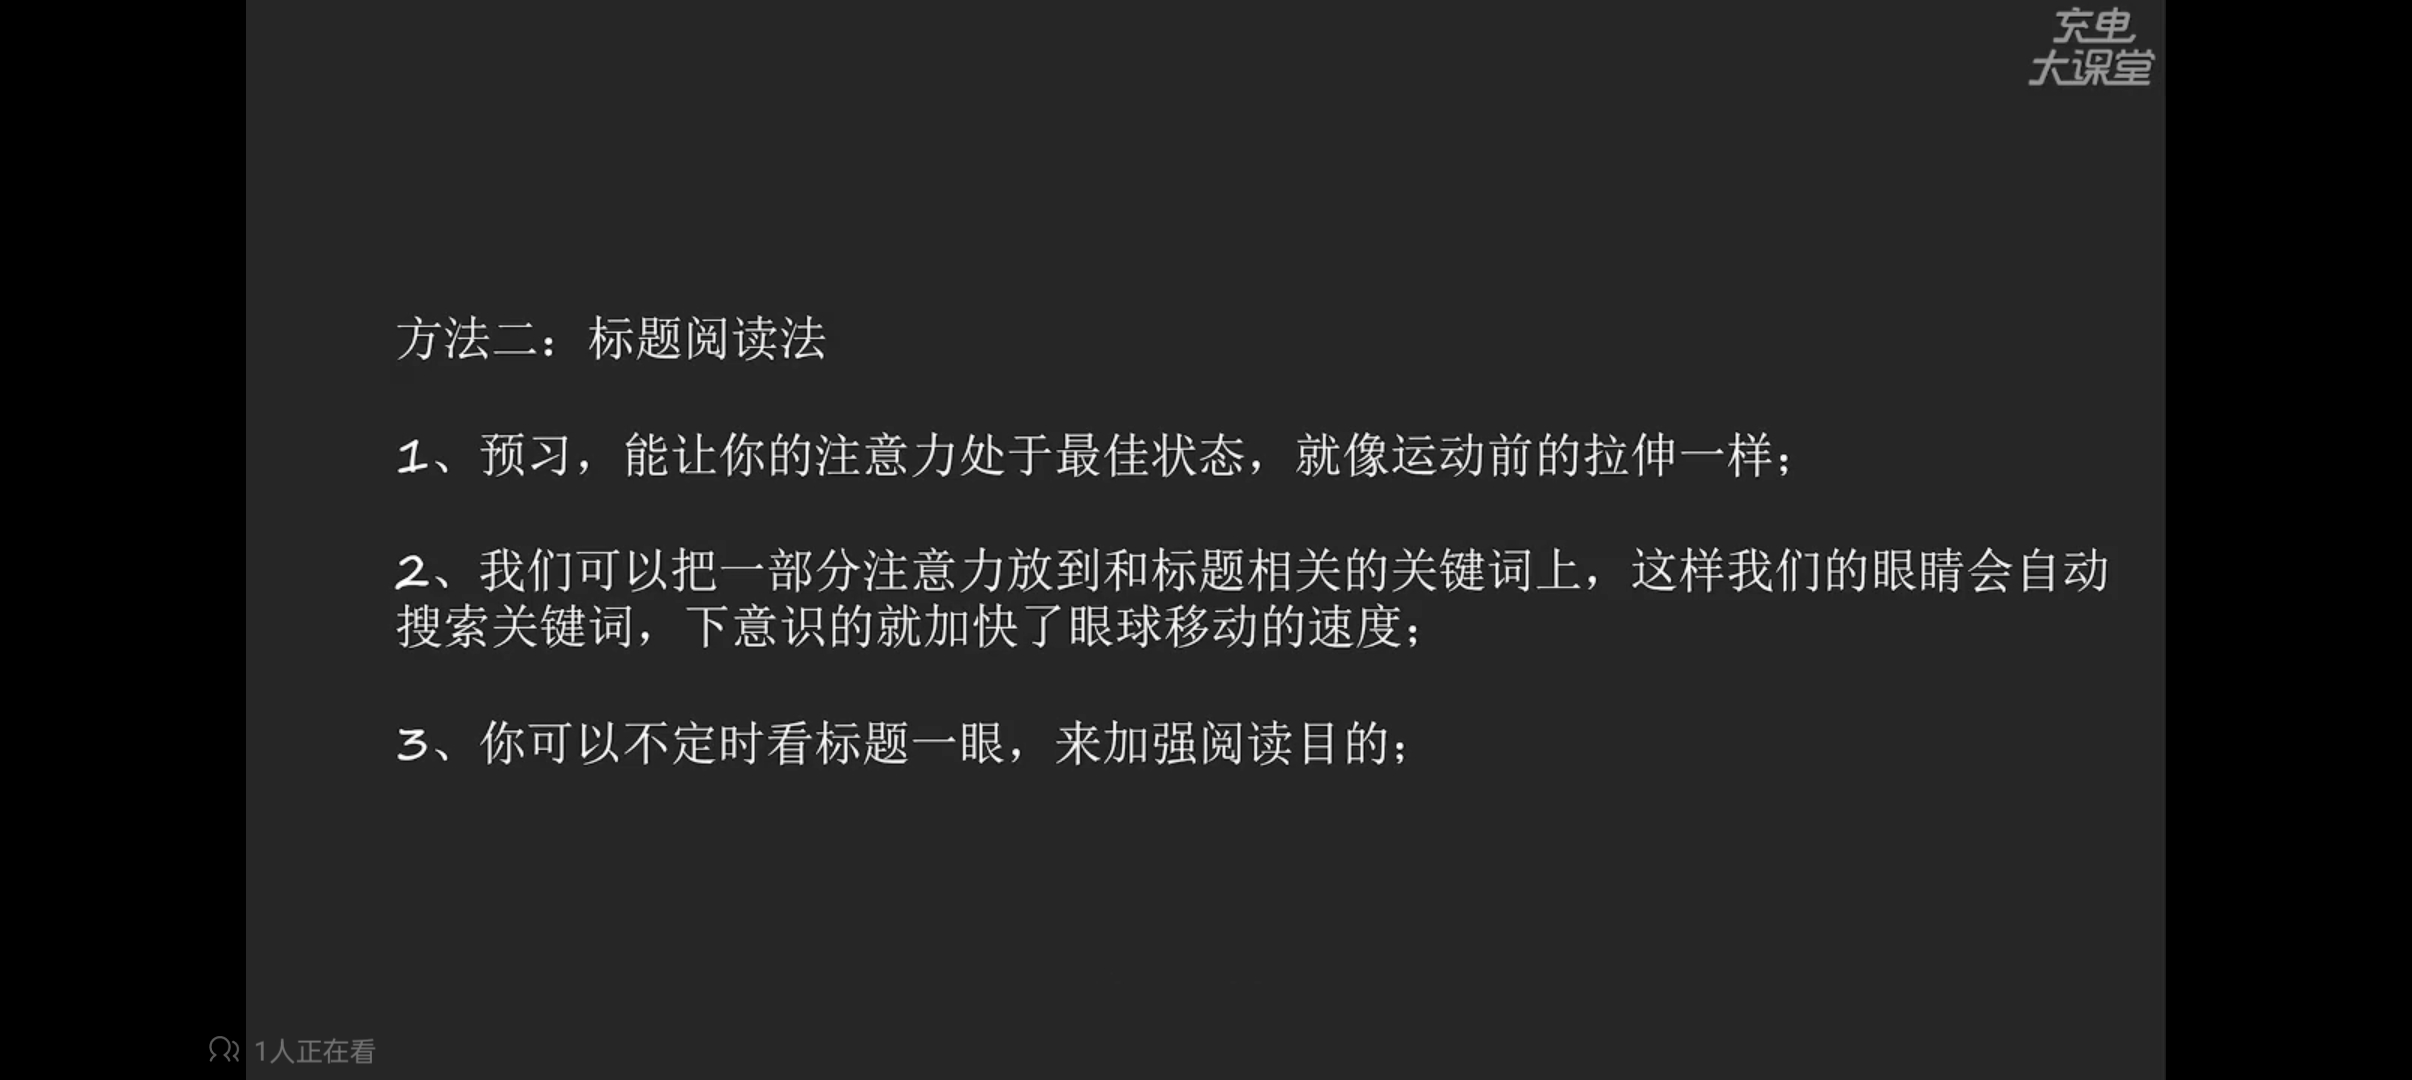 充电
大课堂
方法二：标题阅读法
1、预习，能让你的注意力处于最佳状态，就像运动前的拉伸一样；
2、我们可以把一部分注意力放到和标题相关的关键词上，这样我们的眼睛会自动
搜索关键词，下意识的就加快了眼球移动的速度；
3、你可以不定时看标题一眼，来加强阅读目的；
1人正在看